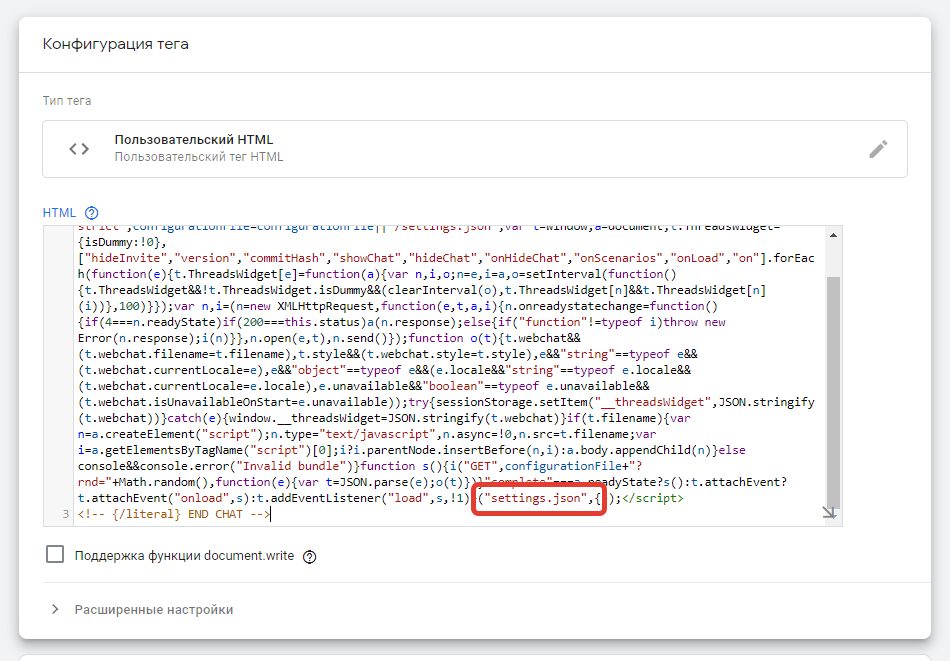 Конфигурация тега
Тип тега
Пользовательский HTML
Пользовательский тег HTML
HTML
strict",configurationFile=configurationFile||"/settings.json",var t=window,a=document,t.ThreadsWidget=
{isDummy:!0},
["hideInvite","version","commitHash","showChat","hideChat","onHideChat","onScenarios","onLoad","on"].forEac
h(function(e){t.ThreadsWidget[e]=function(a){var n,i,o;n=e,i=a,o=setInterval(function()
{t.ThreadsWidget&&!t.ThreadsWidget.isDummy&&(clearInterval(o),t.ThreadsWidget[n]&&t.ThreadsWidget[n]
(i))},100)}});var n,i=(n=new XMLHttpRequest,function(e,t,a,i){n.onreadystatechange=function()
{if(4===n.readyState)if(200===this.status)a(n.response);else{if("function"!=typeof i)throw new
Error(n.response);i(n)}},n.open(e,t),n.send()});function o(t){t.webchat&&
(t.webchat.filename=t.filename),t.style&&(t.webchat.style=t.style),e&&"string"==typeof e&&
(t.webchat.currentLocale=e),e&&"object"==typeof e&&(e.locale&&"string"==typeof e.locale&&
(t.webchat.currentLocale=e.locale),e.unavailable&&"boolean"==typeof e.unavailable&&
(t.webchat.isUnavailableOnStart=e.unavailable));try{sessionStorage.setItem("__threadsWidget",JSON.stringify
(t.webchat))}catch(e){window.__threadsWidget=JSON.stringify(t.webchat)}if(t.filename){var
n=a.createElement("script");n.type="text/javascript",n.async=!0,n.src=t.filename;var
i=a.getElementsByTagName("script")[0];i?i.parentNode.insertBefore(n,i):a.body.appendChild(n)}else
console&&console.error("Invalid bundle")}function s(){i("GET",configurationFile+"?
rnd="+Math.random(),function(e){var t=JSON.parse(e);o(t)})}"complete"===a.readyState?s():t.attachEvent?
t.attachEvent("onload",s):t.addEventListener("load",s,!1)}("settings.json",{});</script>
3 <!-- {/literal} END CHAT -->
Поддержка функции document.write
Расширенные настройки